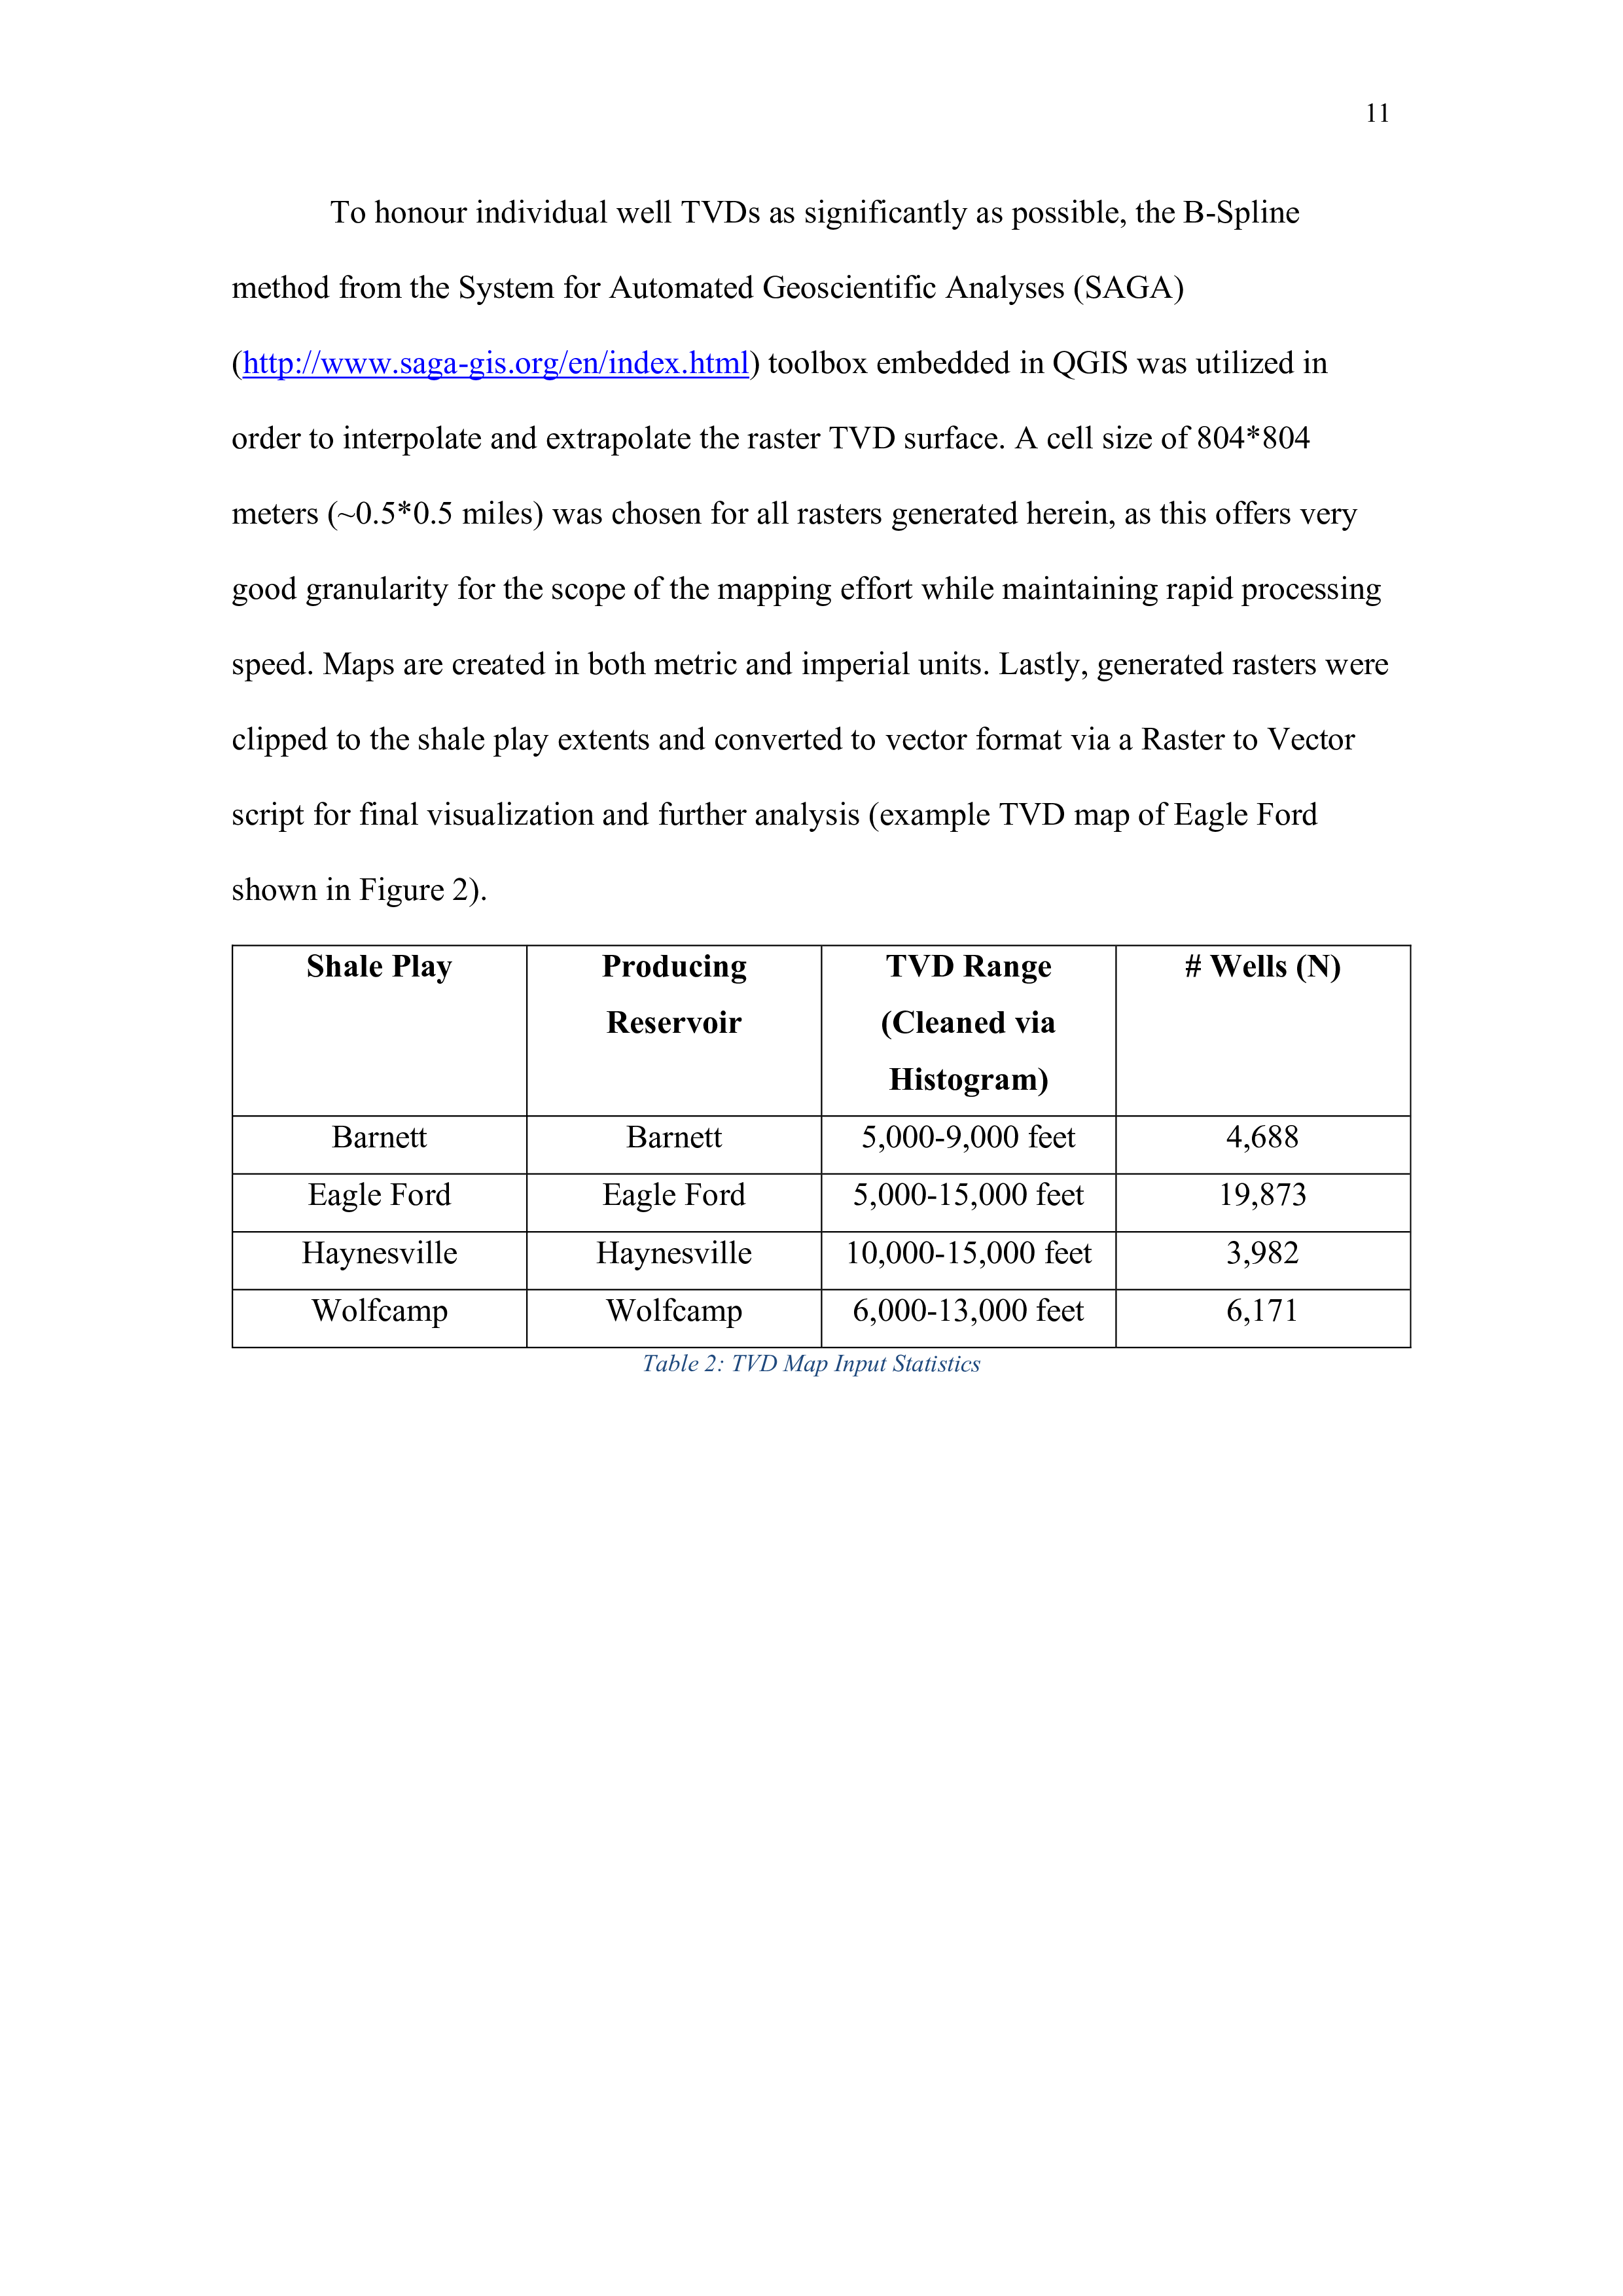 11
To honour individual well TVDs as significantly as possible, the B-Spline
method from the System for Automated Geoscientific Analyses (SAGA)
(http://www.saga-gis.org/en/index.html) toolbox embedded in QGIS was utilized in
order to interpolate and extrapolate the raster TVD surface. A cell size of 804*804
meters (~0.5*0.5 miles) was chosen for all rasters generated herein, as this offers very
good granularity for the scope of the mapping effort while maintaining rapid processing
speed. Maps are created in both metric and imperial units. Lastly, generated rasters were
clipped to the shale play extents and converted to vector format via a Raster to Vector
script for final visualization and further analysis (example TVD map of Eagle Ford
shown in Figure 2).
Shale Play Producing TVD Range # Wells (N)
Reservoir (Cleaned via
Histogram)
Barnett Barnett 5,000-9,000 feet 4,688
Eagle Ford Eagle Ford 5,000-15,000 feet 19,873
Haynesville Haynesville 10,000-15,000 feet 3,982
Wolfcamp Wolfcamp 6,000-13,000 feet 6,171
Table 2: TVD Map Input Statistics